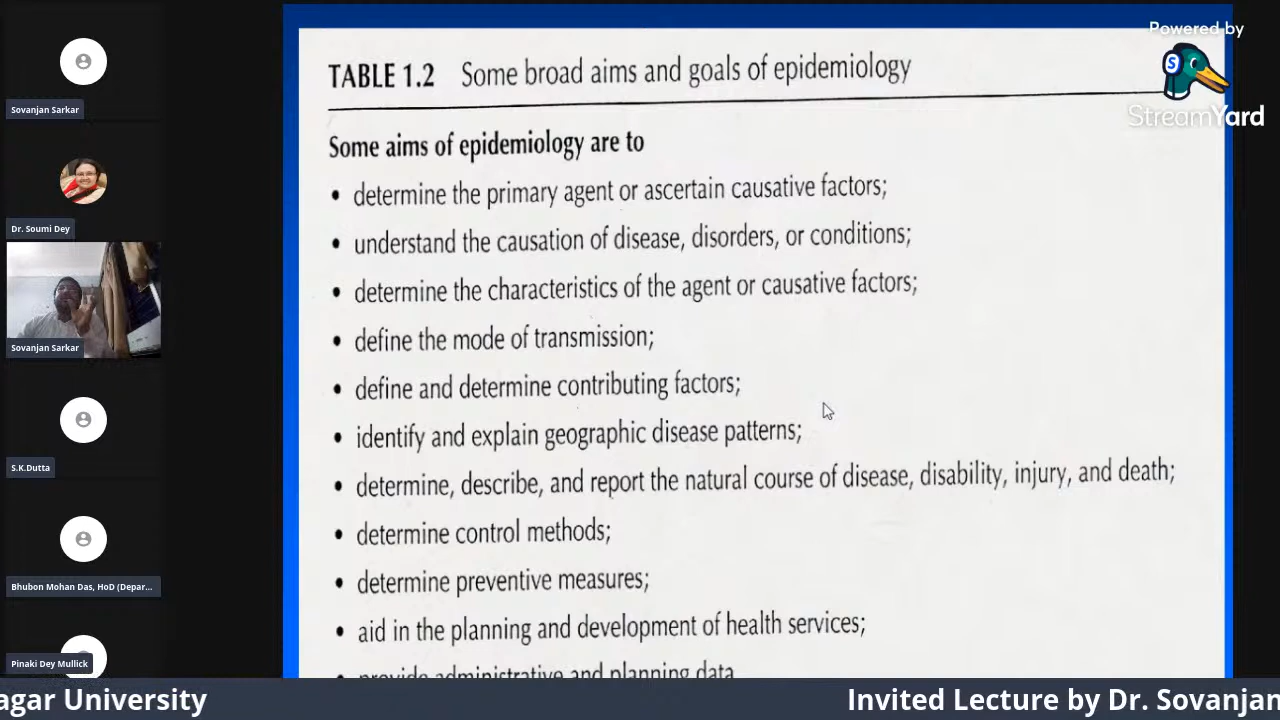 Sovanjan Sarkar
Dr. Soumi Dey
Sovanjan Sarkar
S.K.Dutta
Bhubon Mohan Das, HoD (Depar...
Pinaki Dey Mullick
Powered by
S
StreamYard
TABLE 1.2 Some broad aims and goals of epidemiology
Some aims of epidemiology are to
• determine the primary agent or ascertain causative factors;
• understand the causation of disease, disorders, or conditions;
• determine the characteristics of the agent or causative factors;
• define the mode of transmission;
• define and determine contributing factors;
• identify and explain geographic disease patterns;
• determine, describe, and report the natural course of disease, disability, injury, and death;
• determine control methods;
• determine preventive measures;
• aid in the planning and development of health services;
• provide administrative and planning data
agar University Invited Lecture by Dr. Sovanjan